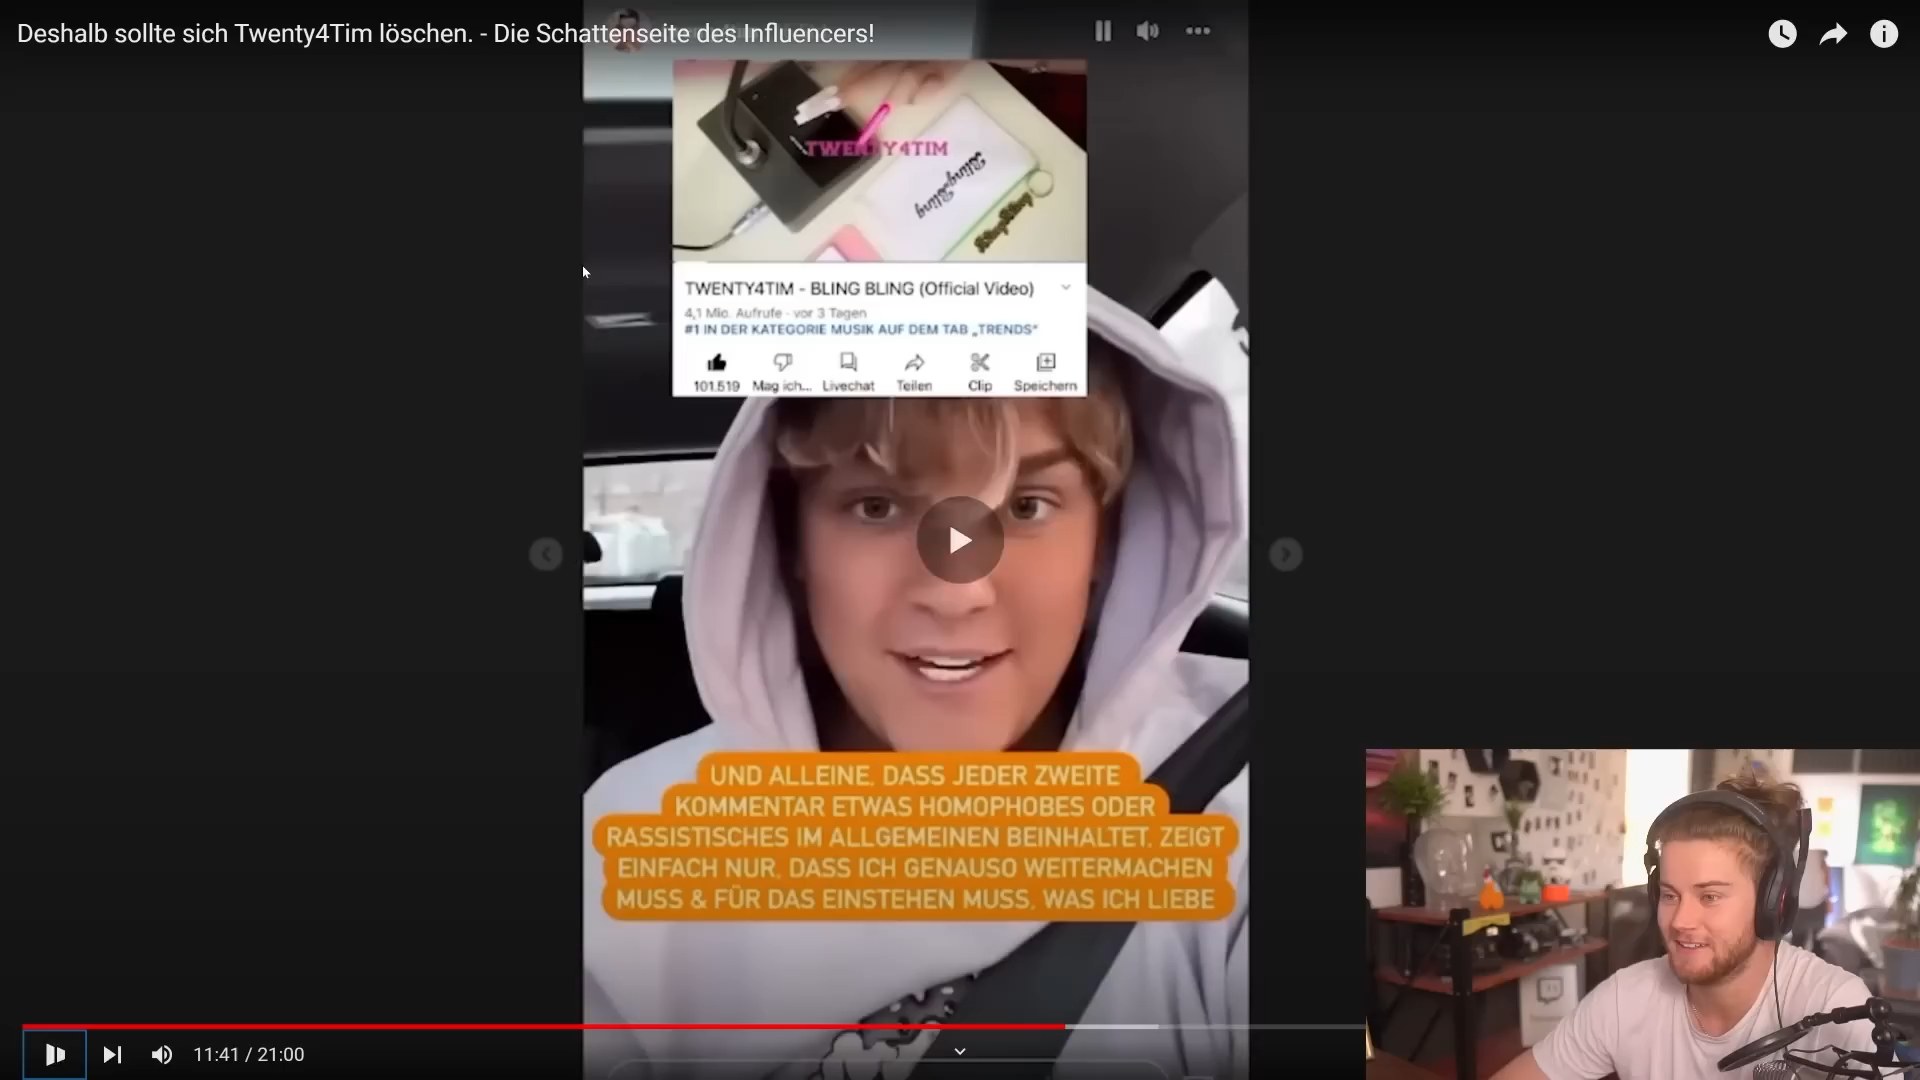 Deshalb sollte sich Twenty4Tim löschen. - Die Schattenseite des Influencers!
TWENTY4TIM
BlingBling
BlingBling
TWENTY4TIM - BLING BLING (Official Video)
4,1 Mio. Aufrufe - vor 3 Tagen
#1 IN DER KATEGORIE MUSIK AUF DEM TAB „TRENDS“
101.519 Mag ich... Livechat Teilen Clip Speichern
UND ALLEINE, DASS JEDER ZWEITE
KOMMENTAR ETWAS HOMOPHOBES ODER
RASSISTISCHES IM ALLGEMEINEN BEINHALTET, ZEIGT
EINFACH NUR, DASS ICH GENAUSO WEITERMACHEN
MUSS & FÜR DAS EINSTEHEN MUSS, WAS ICH LIEBE
11:41 / 21:00